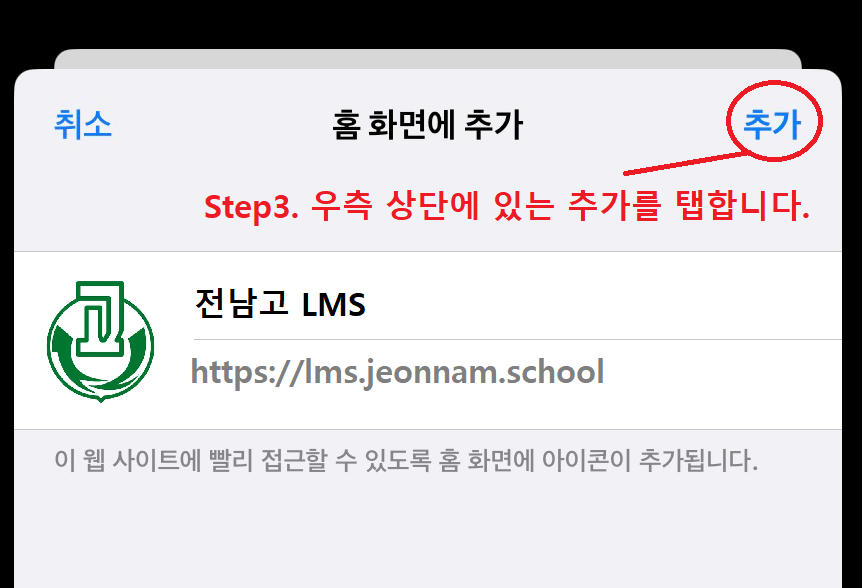 취소 홈 화면에 추가 추가
Step3. 우측 상단에 있는 추가를 탭합니다.
전남고 LMS
https://lms.jeonnam.school
이 웹 사이트에 빨리 접근할 수 있도록 홈 화면에 아이콘이 추가됩니다.